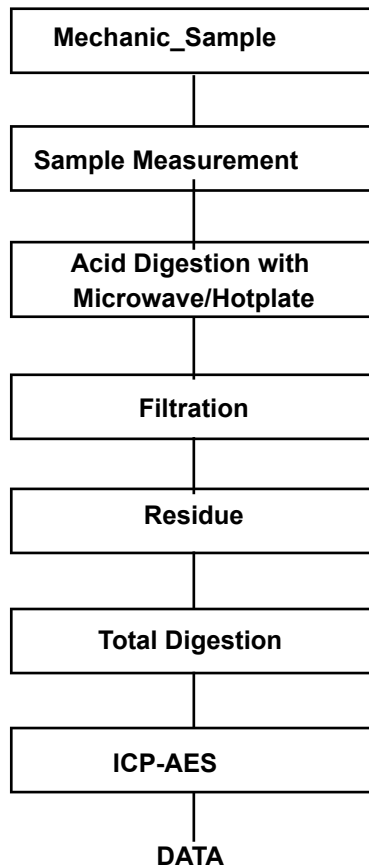 Mechanic_Sample
Sample Measurement
Acid Digestion with
Microwave/Hotplate
Filtration
Residue
Total Digestion
ICP-AES
DATA